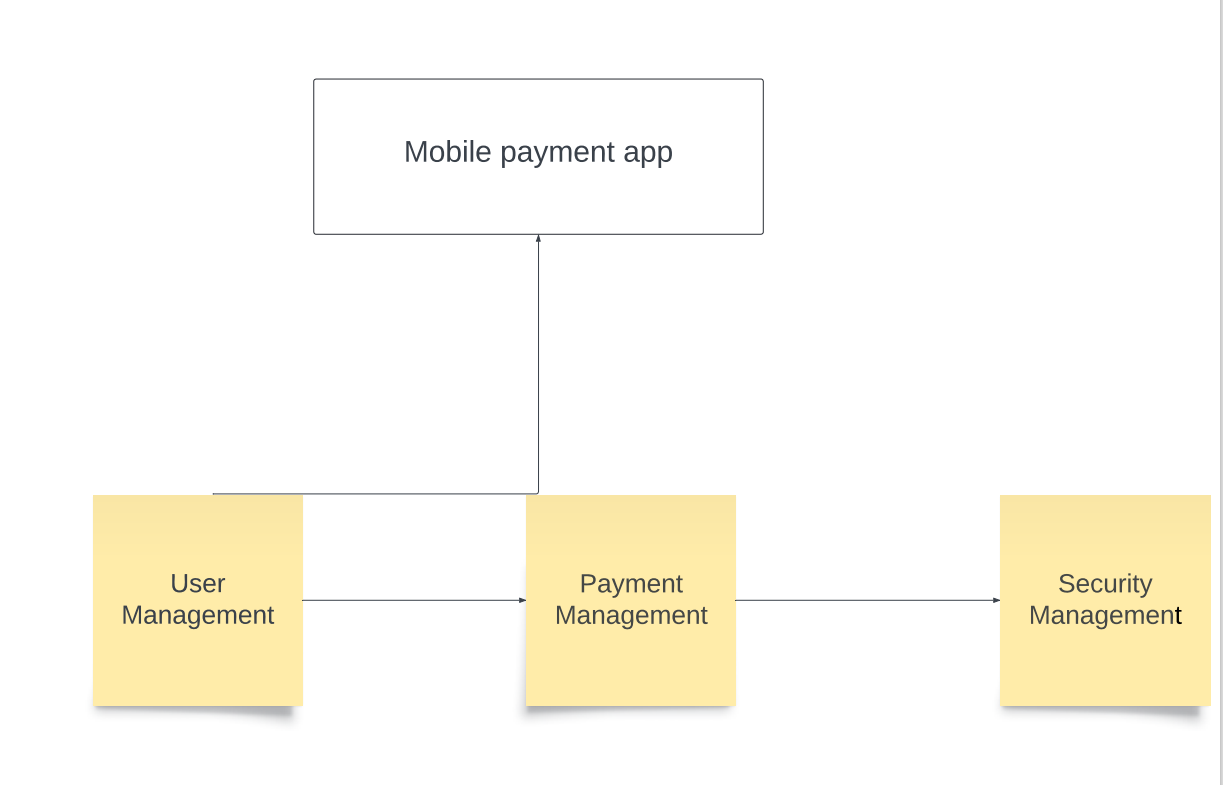 Mobile payment app
User
Management
Payment
Management
Security
Management